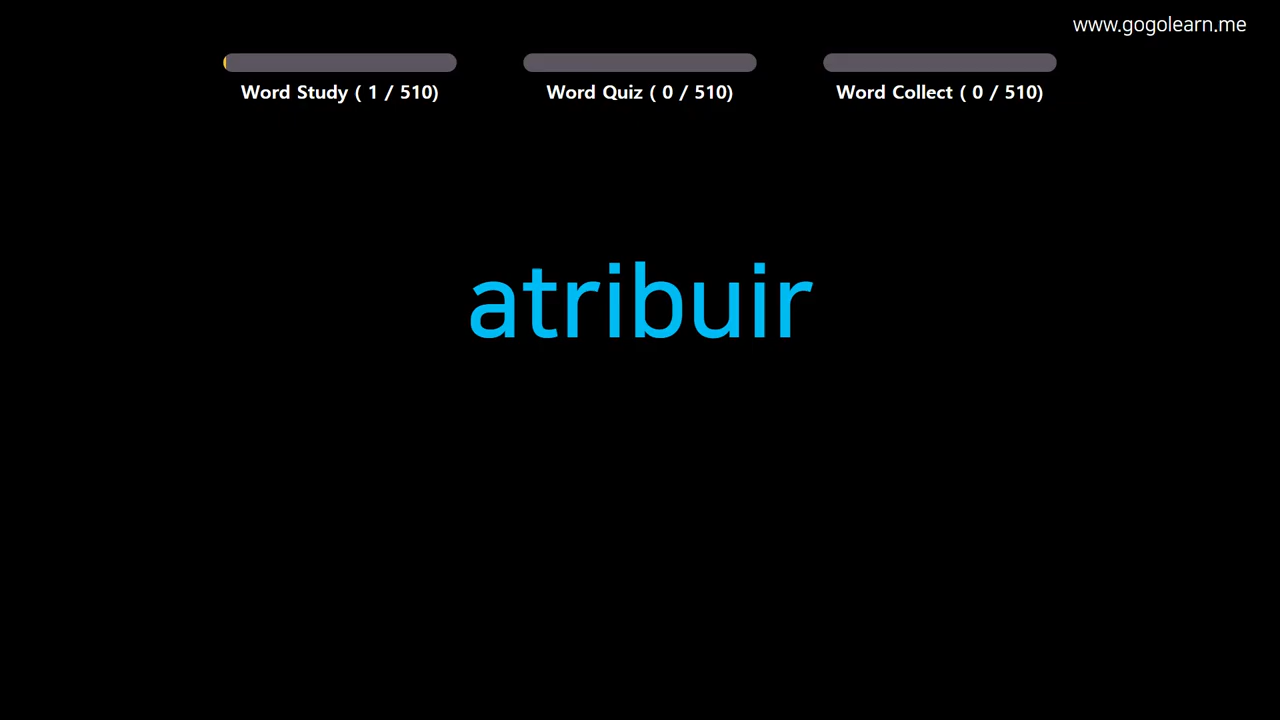 www.gogolearn.me
Word Study ( 1 / 510)
Word Quiz ( 0 / 510)
Word Collect ( 0 / 510)
atribuir